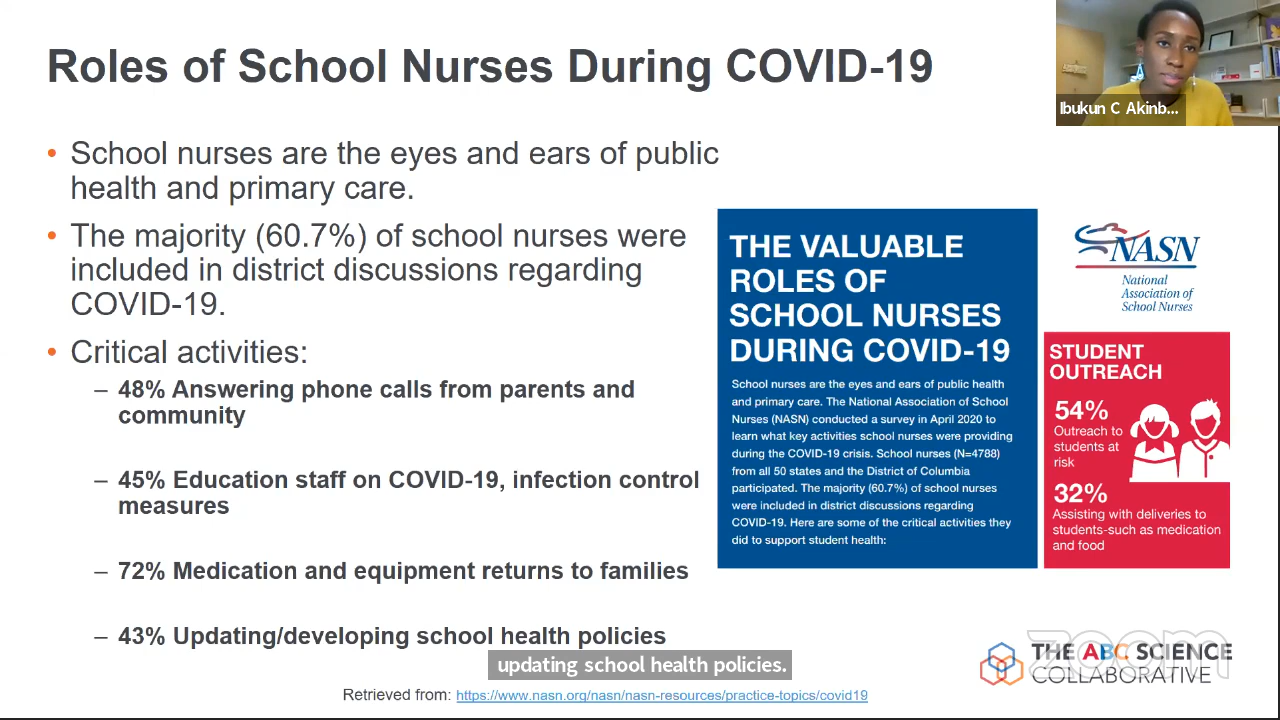 Roles of School Nurses During COVID-19
Ibukun C Akinb...
• School nurses are the eyes and ears of public
health and primary care.
• The majority (60.7%) of school nurses were
included in district discussions regarding
COVID-19.
• Critical activities:
– 48% Answering phone calls from parents and
community
– 45% Education staff on COVID-19, infection control
measures
– 72% Medication and equipment returns to families
– 43% Updating/developing school health policies
THE VALUABLE
ROLES OF
SCHOOL NURSES
DURING COVID-19
School nurses are the eyes and ears of public health
and primary care. The National Association of School
Nurses (NASN) conducted a survey in April 2020 to
learn what key activities school nurses were providing
during the COVID-19 crisis. School nurses (N=4788)
from all 50 states and the District of Columbia
participated. The majority (60.7%) of school nurses
were included in district discussions regarding
COVID-19. Here are some of the critical activities they
did to support student health:
NASN
National
Association of
School Nurses
STUDENT
OUTREACH
54%
Outreach to
students at
risk
32%
Assisting with deliveries to
students-such as medication
and food
updating school health policies.
Retrieved from: https://www.nasn.org/nasn/nasn-resources/practice-topics/covid19
THE ABC SCIENCE
COLLABORATIVE
zoom